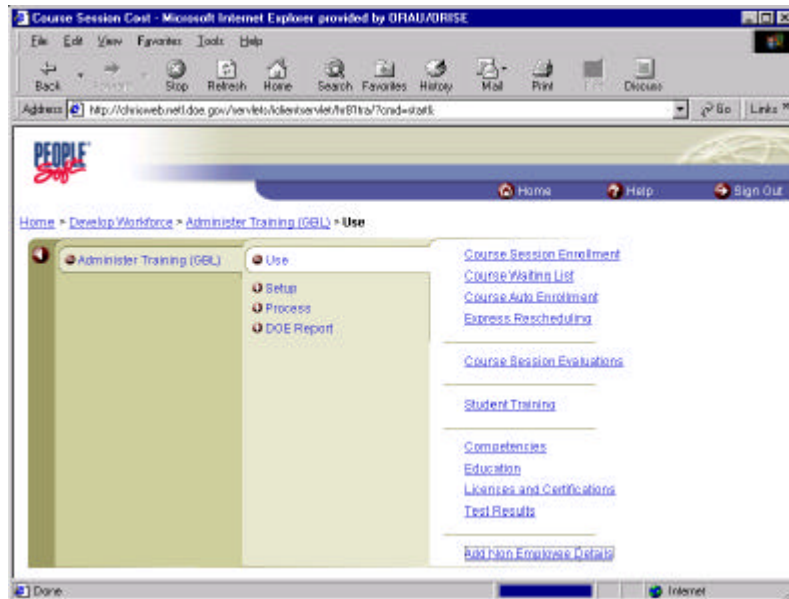 Course Session Cost - Microsoft Internet Explorer provided by ORAU/ORISE
File Edit View Favorites Tools Help
Back Forward Stop Refresh Home Search Favorites History Mail Print Edit Discuss
Address Go Links »
PEOPLE
Soft
Home Help Sign Out
Home > Develop Workforce > Administer Training (GBL) > Use
Administer Training (GBL)
Use
Setup
Process
DOE Report
Course Session Enrollment
Course Waiting List
Course Auto Enrollment
Express Rescheduling
Course Session Evaluations
Student Training
Competencies
Education
Licences and Certifications
Test Results
Add Non Employee Details
Done Internet